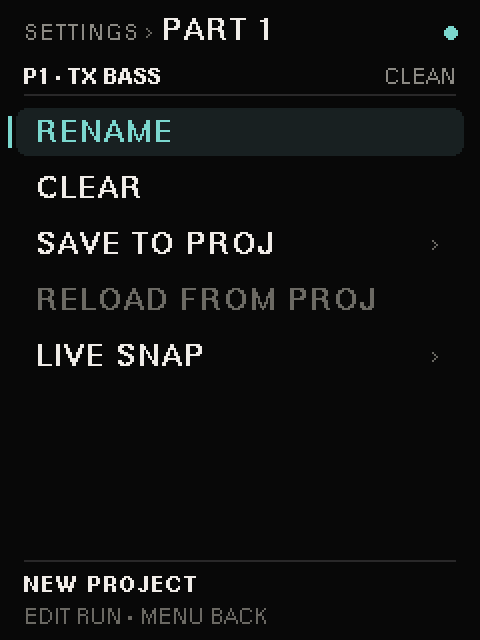 SETTINGS › PART 1
P1 · TX BASS CLEAN
RENAME
CLEAR
SAVE TO PROJ ›
RELOAD FROM PROJ
LIVE SNAP ›
NEW PROJECT
EDIT RUN · MENU BACK